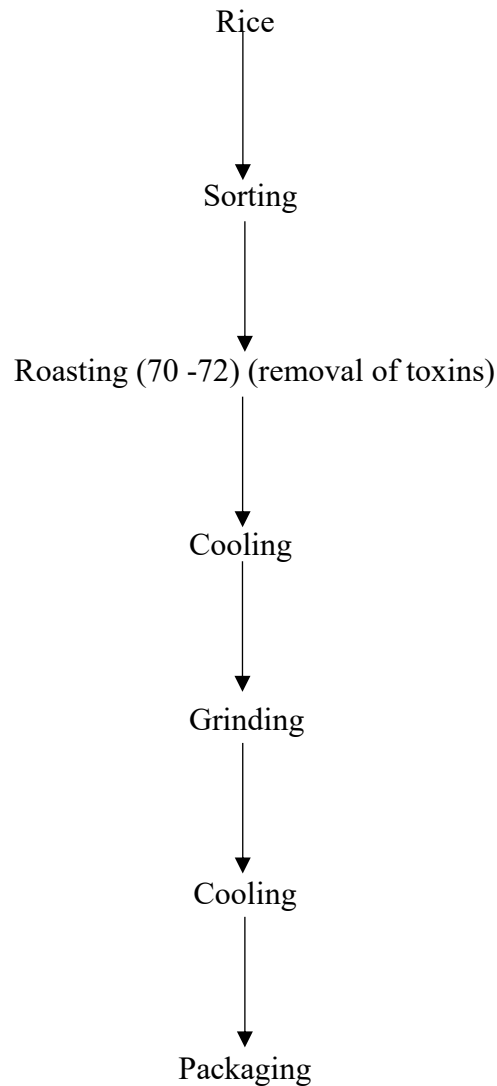 Rice
Sorting
Roasting (70 -72) (removal of toxins)
Cooling
Grinding
Cooling
Packaging